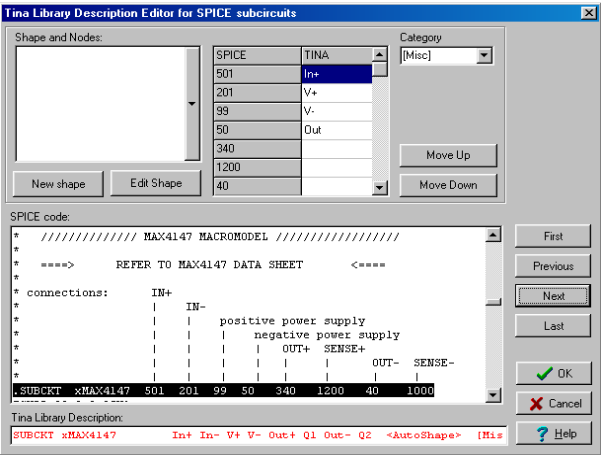 Tina Library Description Editor for SPICE subcircuits
Shape and Nodes:
Category
SPICE TINA
[Misc]
501 In+
201 V+
99 V-
50 Out
340
1200
40
New shape
Edit Shape
Move Up
Move Down
SPICE code:
* ////////////// MAX4147 MACROMODEL //////////////////
*
* ====> REFER TO MAX4147 DATA SHEET <====
*
* connections: IN+
* | IN-
* | | positive power supply
* | | | negative power supply
* | | | | OUT+ SENSE+
* | | | | | | OUT- SENSE-
* | | | | | | | |
.SUBCKT xMAX4147 501 201 99 50 340 1200 40 1000
First
Previous
Next
Last
OK
Cancel
Help
Tina Library Description:
SUBCKT xMAX4147 In+ In- V+ V- Out+ Q1 Out- Q2 <AutoShape> [Mis